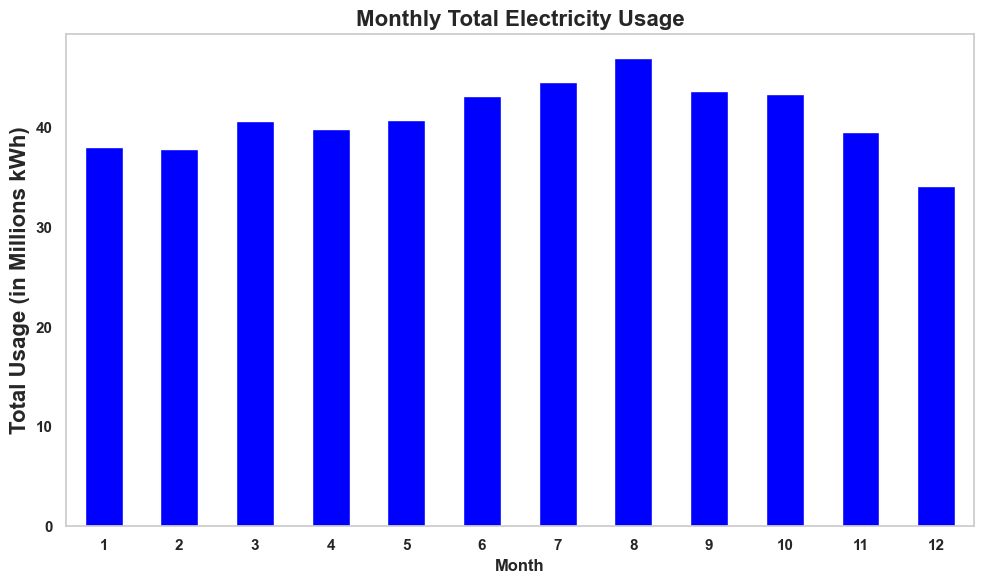 Monthly Total Electricity Usage
Total Usage (in Millions kWh)
40
30
20
10
0
1 2 3 4 5 6 7 8 9 10 11 12
Month